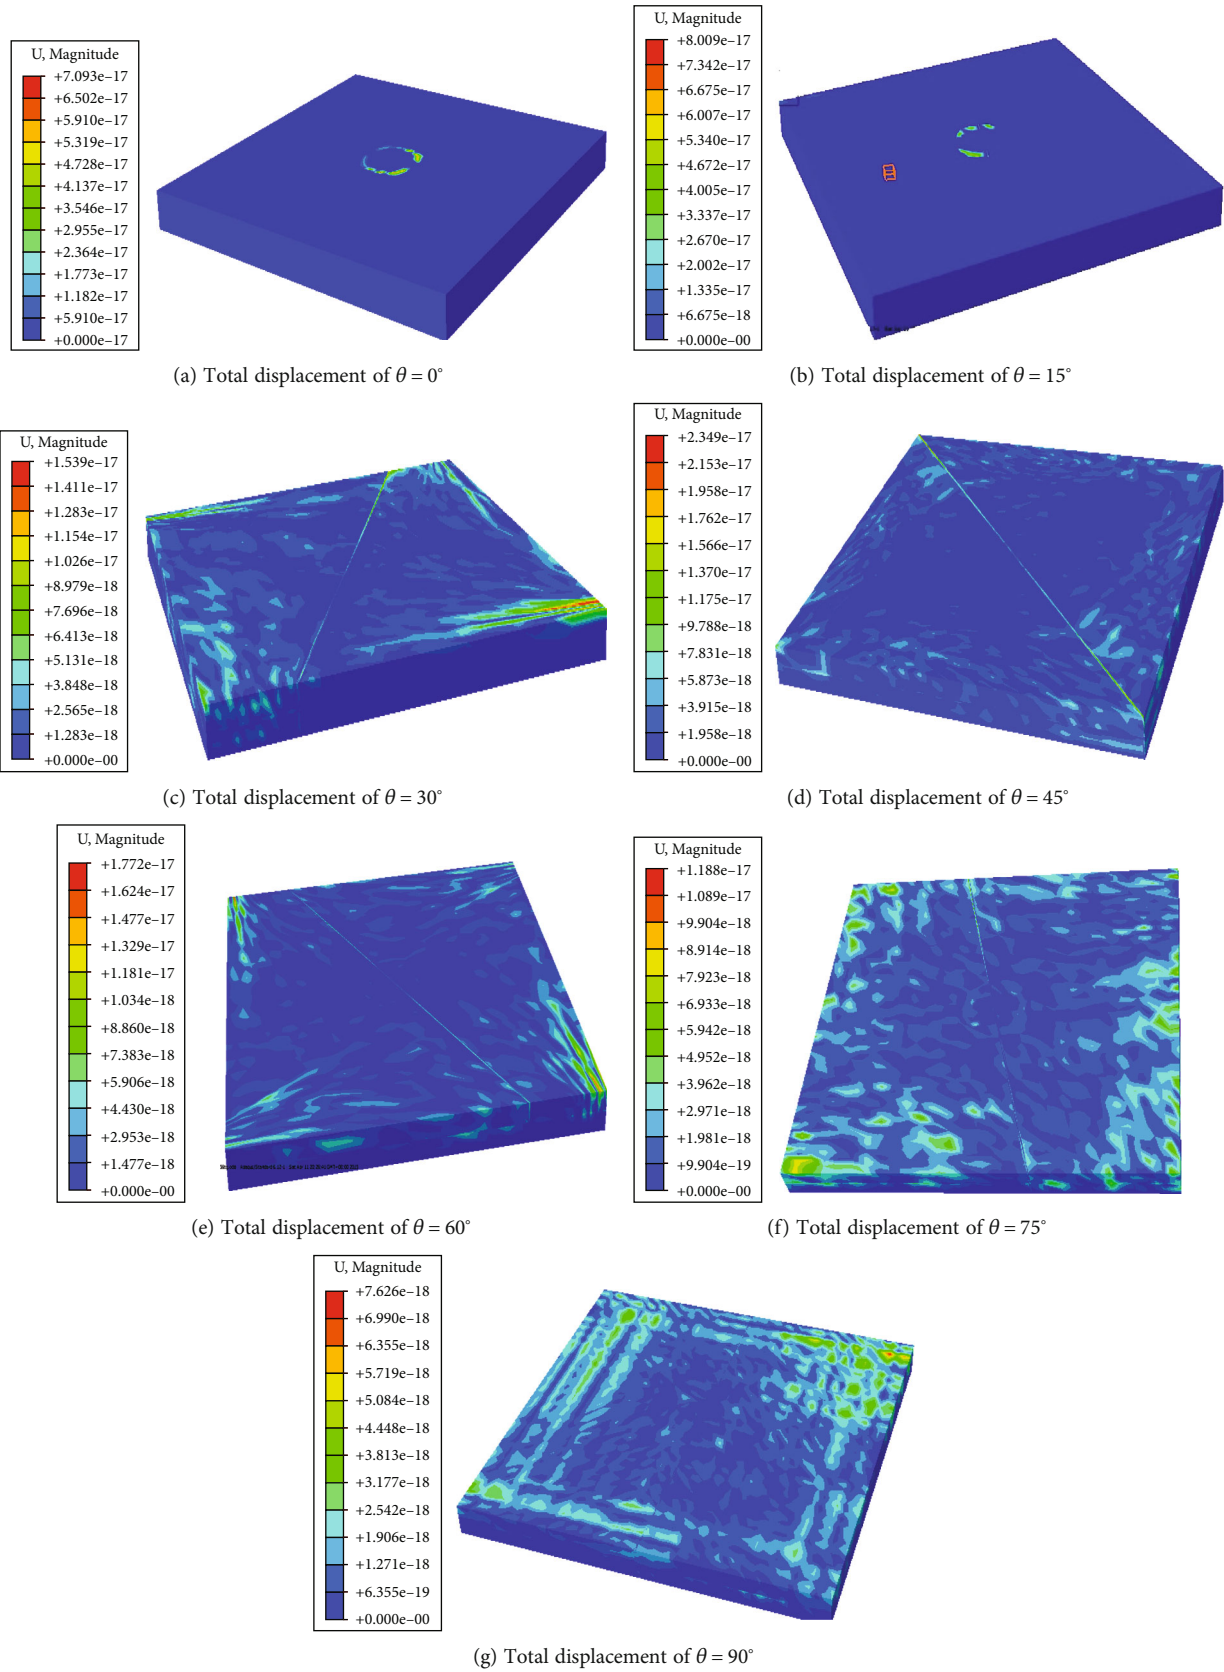 U, Magnitude
+7.093e−17
+6.502e−17
+5.910e−17
+5.319e−17
+4.728e−17
+4.137e−17
+3.546e−17
+2.955e−17
+2.364e−17
+1.773e−17
+1.182e−17
+5.910e−17
+0.000e−17
(a) Total displacement of θ = 0°
U, Magnitude
+8.009e−17
+7.342e−17
+6.675e−17
+6.007e−17
+5.340e−17
+4.672e−17
+4.005e−17
+3.337e−17
+2.670e−17
+2.002e−17
+1.335e−17
+6.675e−18
+0.000e−00
(b) Total displacement of θ = 15°
U, Magnitude
+1.539e−17
+1.411e−17
+1.283e−17
+1.154e−17
+1.026e−17
+8.979e−18
+7.696e−18
+6.413e−18
+5.131e−18
+3.848e−18
+2.565e−18
+1.283e−18
+0.000e−00
(c) Total displacement of θ = 30°
U, Magnitude
+2.349e−17
+2.153e−17
+1.958e−17
+1.762e−17
+1.566e−17
+1.370e−17
+1.175e−17
+9.788e−18
+7.831e−18
+5.873e−18
+3.915e−18
+1.958e−18
+0.000e−00
(d) Total displacement of θ = 45°
U, Magnitude
+1.772e−17
+1.624e−17
+1.477e−17
+1.329e−17
+1.181e−17
+1.034e−18
+8.860e−18
+7.383e−18
+5.906e−18
+4.430e−18
+2.953e−18
+1.477e−18
+0.000e−00
(e) Total displacement of θ = 60°
U, Magnitude
+1.188e−17
+1.089e−17
+9.904e−18
+8.914e−18
+7.923e−18
+6.933e−18
+5.942e−18
+4.952e−18
+3.962e−18
+2.971e−18
+1.981e−18
+9.904e−19
+0.000e−00
(f) Total displacement of θ = 75°
U, Magnitude
+7.626e−18
+6.990e−18
+6.355e−18
+5.719e−18
+5.084e−18
+4.448e−18
+3.813e−18
+3.177e−18
+2.542e−18
+1.906e−18
+1.271e−18
+6.355e−19
+0.000e−00
(g) Total displacement of θ = 90°